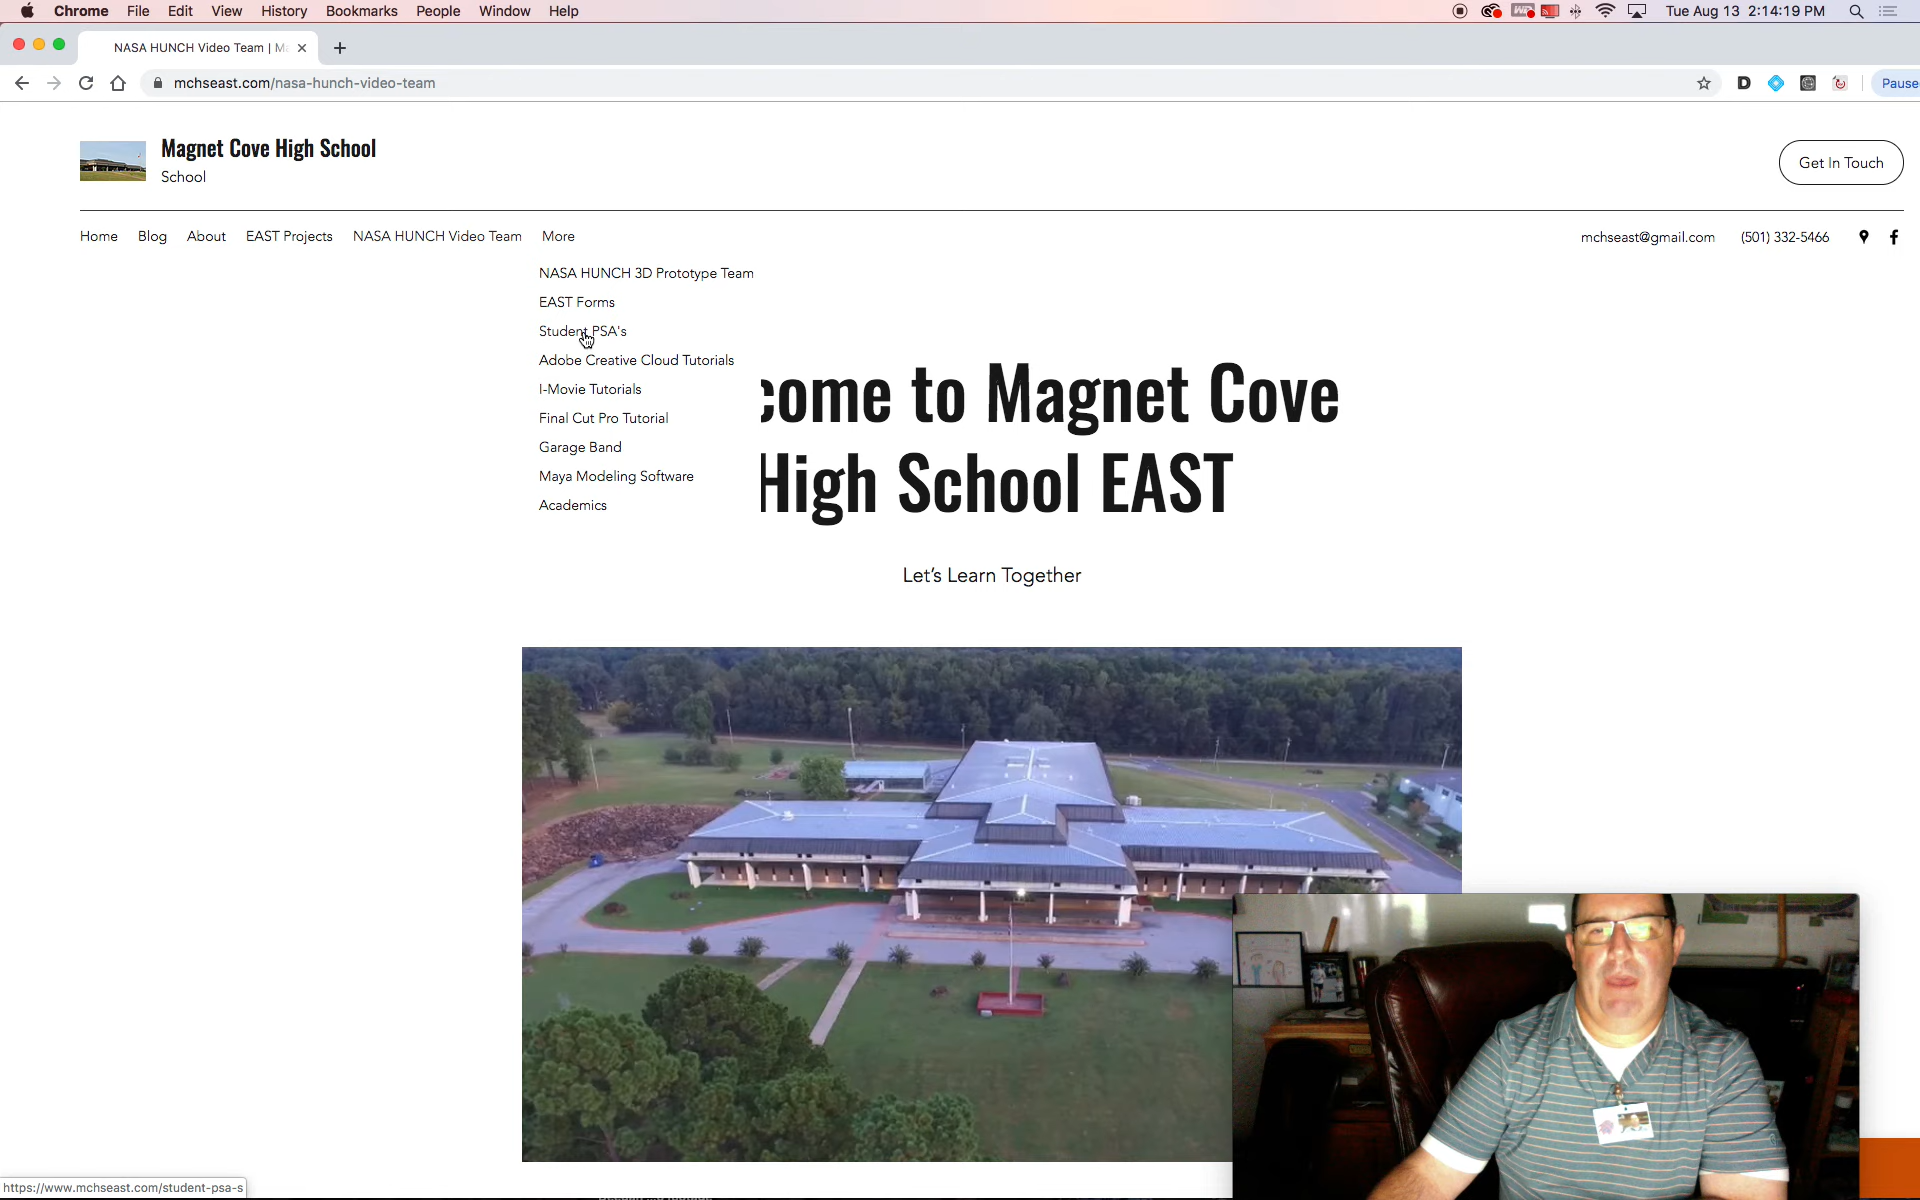 Chrome File Edit View History Bookmarks People Window Help
Tue Aug 13 2:14:19 PM
NASA HUNCH Video Team | Ma
mchseast.com/nasa-hunch-video-team
D
Pause
Magnet Cove High School
School
Get In Touch
Home Blog About EAST Projects NASA HUNCH Video Team More
mchseast@gmail.com (501) 332-5466
NASA HUNCH 3D Prototype Team
EAST Forms
Student PSA's
Adobe Creative Cloud Tutorials
I-Movie Tutorials
Final Cut Pro Tutorial
Garage Band
Maya Modeling Software
Academics
come to Magnet Cove
High School EAST
Let's Learn Together
https://www.mchseast.com/student-psa-s